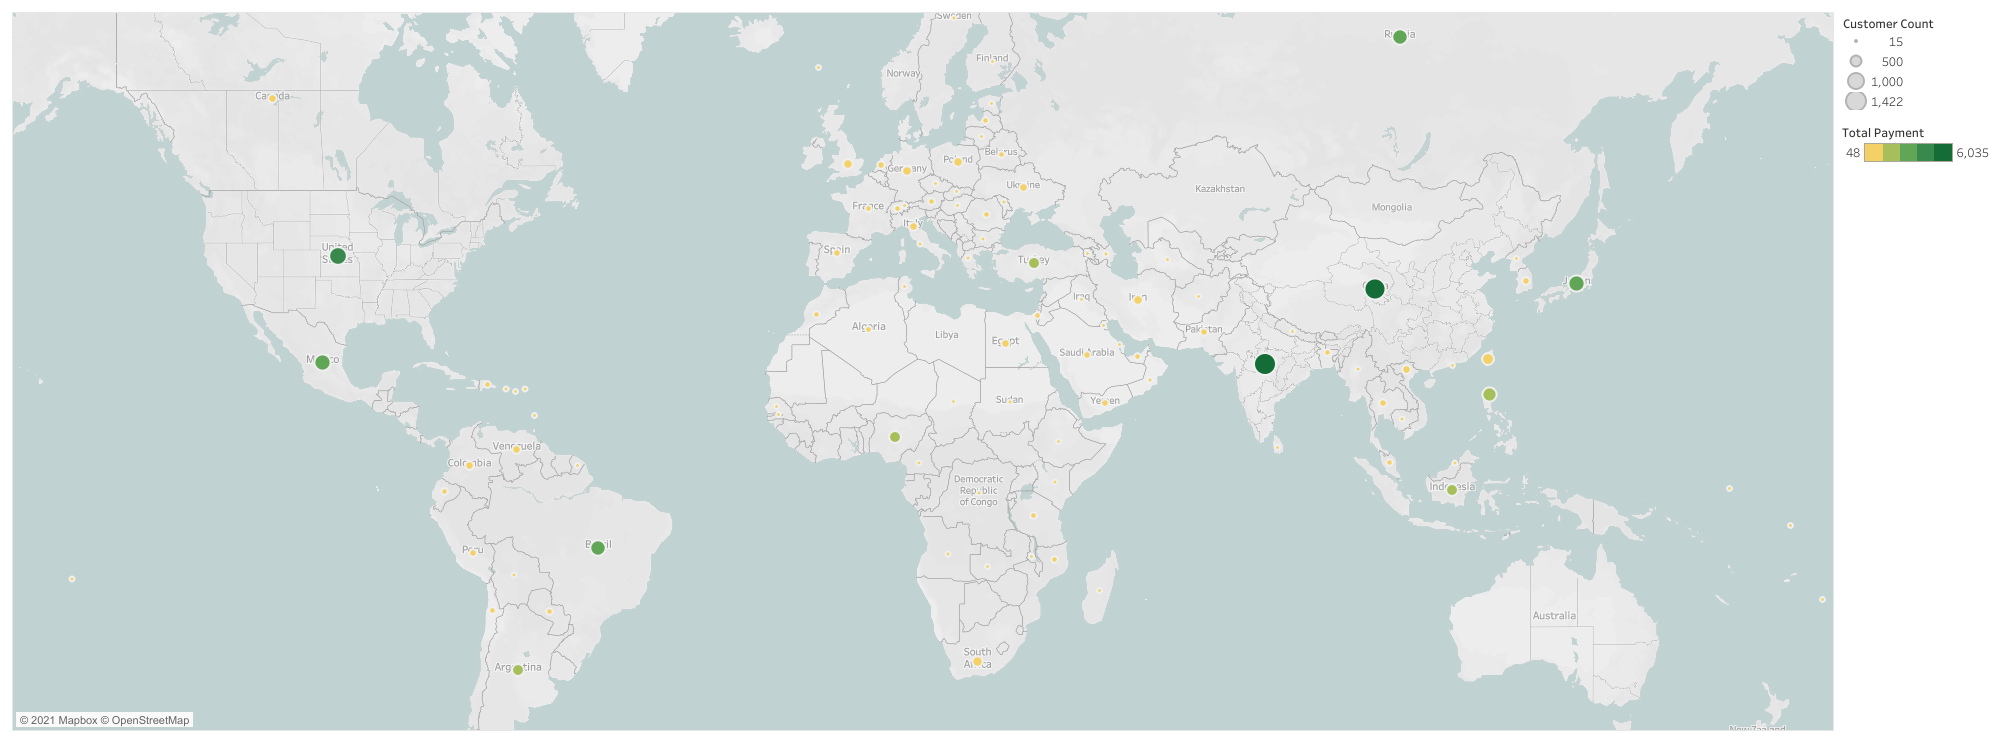 Sweden
Finland
Norway
Canada
Belarus
Poland
Germany
Ukraine
Kazakhstan
France
Mongolia
Italy
United
States
Spain
Turkey
Iraq
Iran
Algeria
Libya
Egypt
Pakistan
Saudi Arabia
Mexico
Sudan
Yemen
Venezuela
Colombia
Democratic
Republic
of Congo
Indonesia
Brazil
Peru
Australia
South
Africa
Argentina
New Zealand
Russia
Japan
© 2021 Mapbox © OpenStreetMap
Customer Count
15
500
1,000
1,422
Total Payment
48
6,035